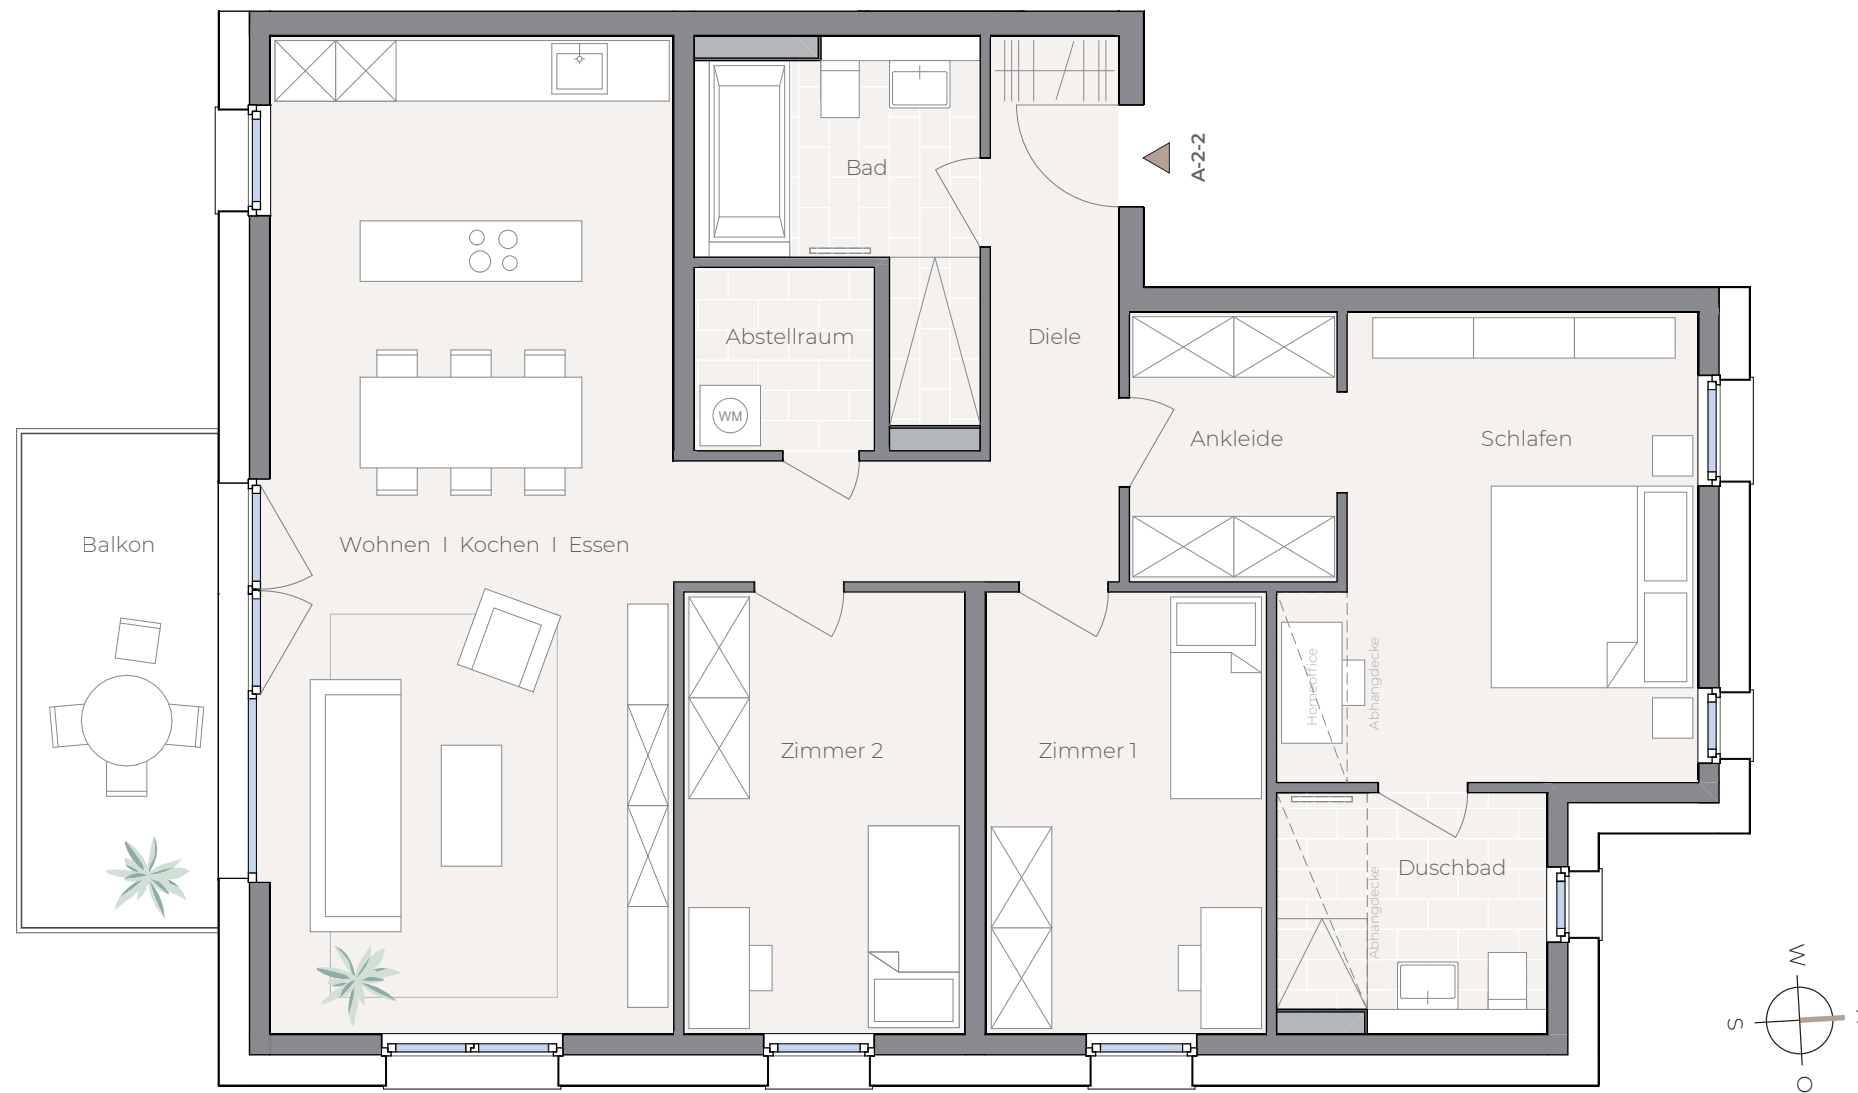 A-2-2
Bad
Abstellraum
Diele
WM
Ankleide
Schlafen
Balkon
Wohnen I Kochen I Essen
Homeoffice
Abhangdecke
Zimmer 2
Zimmer 1
Duschbad
Abhangdecke
W
S
O